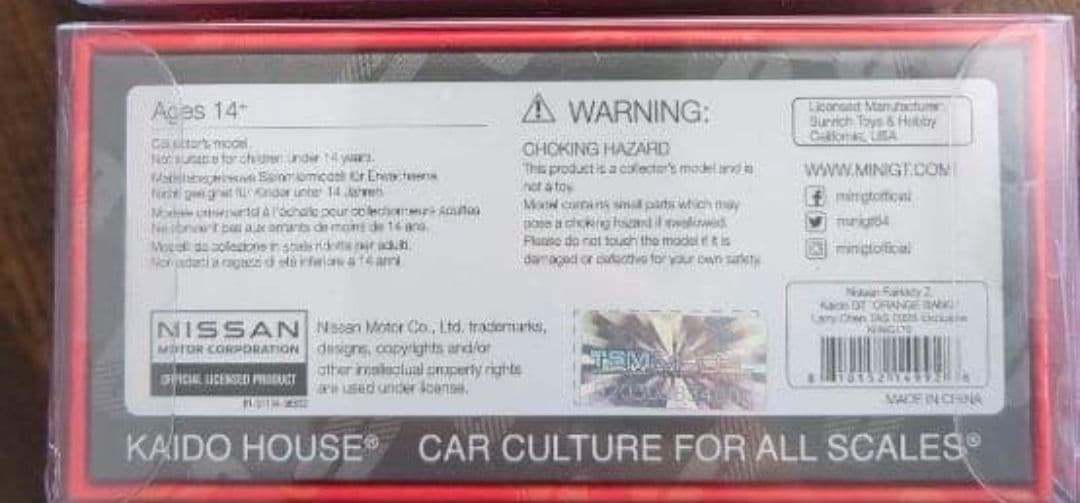 Ages 14+
Collector's model
Not suitable for children under 14 years.
Maßstabsgetreues Sammlermodell für Erwachsene
Nicht geeignet für Kinder unter 14 Jahren
Modèle ornemental à l'échelle pour collectionneurs Adultes
Ne convient pas aux enfants de moins de 14 ans.
Modelli da collezione in scala ridotta per adulti.
Non adatti a ragazzi di età inferiore a 14 anni
NISSAN
MOTOR CORPORATION
OFFICIAL LICENSED PRODUCT
Nissan Motor Co., Ltd. trademarks,
designs, copyrights and/or
other intellectual property rights
are used under license.
WARNING:
CHOKING HAZARD
This product is a collector's model and is
not a toy.
Model contains small parts which may
pose a choking hazard if swallowed.
Please do not touch the model if it is
damaged or defective for your own safety.
TSM
Licensed Manufacturer:
Sunrich Toys & Hobby
California, USA
WWW.MINIGT.COM
minigtofficial
minigt64
minigtofficial
Nissan Fairlady Z
Kaido GT "ORANGE BANG"
Larry Chen Exclusive
MADE IN CHINA
KAIDO HOUSE® CAR CULTURE FOR ALL SCALES®